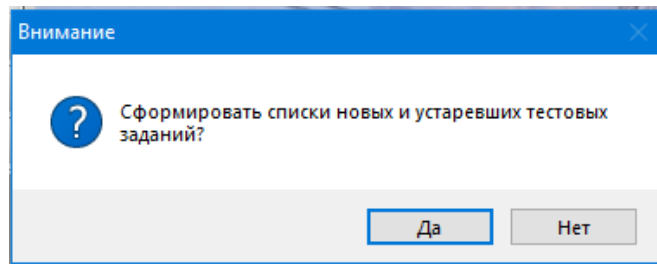 Внимание
Сформировать списки новых и устаревших тестовых
заданий?
Да
Нет